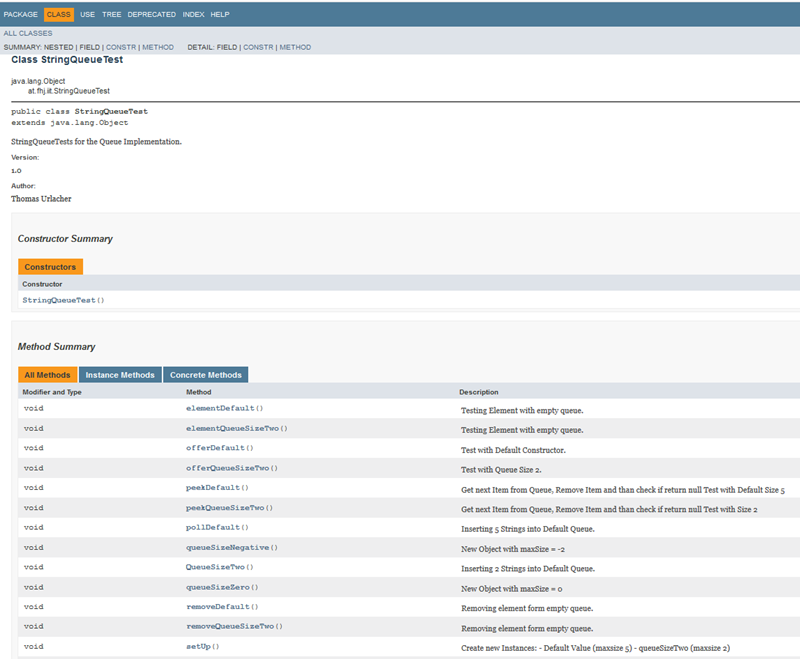 PACKAGE CLASS USE TREE DEPRECATED INDEX HELP
ALL CLASSES
SUMMARY: NESTED | FIELD | CONSTR | METHOD DETAIL: FIELD | CONSTR | METHOD
Class StringQueueTest
java.lang.Object
at.fhj.iit.StringQueueTest
public class StringQueueTest
extends java.lang.Object
StringQueueTests for the Queue Implementation.
Version:
1.0
Author:
Thomas Urlacher
Constructor Summary
Constructors
Constructor
StringQueueTest()
Method Summary
All Methods Instance Methods Concrete Methods
Modifier and Type Method Description
void elementDefault() Testing Element with empty queue.
void elementQueueSizeTwo() Testing Element with empty queue.
void offerDefault() Test with Default Constructor.
void offerQueueSizeTwo() Test with Queue Size 2.
void peekDefault() Get next Item from Queue, Remove Item and than check if return null Test with Default Size 5
void peekQueueSizeTwo() Get next Item from Queue, Remove Item and than check if return null Test with Size 2
void pollDefault() Inserting 5 Strings into Default Queue.
void queueSizeNegative() New Object with maxSize = -2
void QueueSizeTwo() Inserting 2 Strings into Default Queue.
void queueSizeZero() New Object with maxSize = 0
void removeDefault() Removing element form empty queue.
void removeQueueSizeTwo() Removing element form empty queue.
void setUp() Create new Instances: - Default Value (maxsize 5) - queueSizeTwo (maxsize 2)